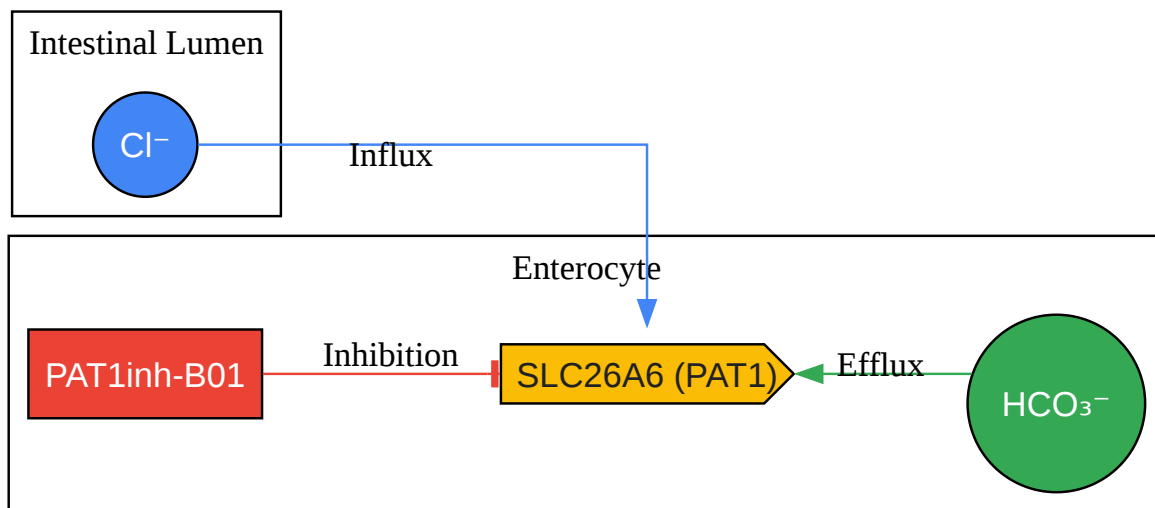 Intestinal Lumen
Cl⁻
Influx
Enterocyte
PAT1inh-B01
Inhibition
SLC26A6 (PAT1)
Efflux
HCO₃⁻